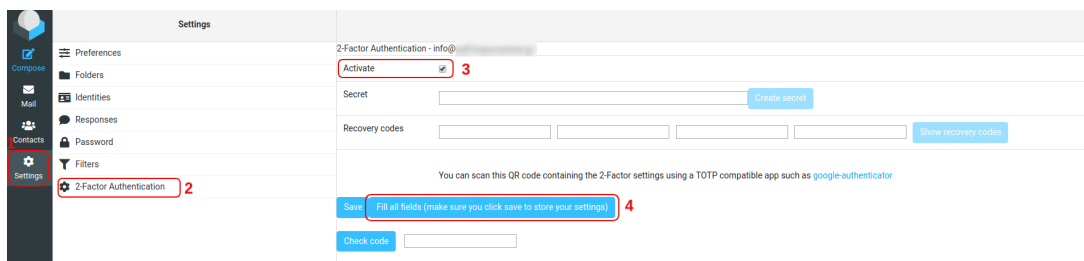 Settings
Compose
Mail
Contacts
1
Settings
Preferences
Folders
Identities
Responses
Password
Filters
2-Factor Authentication
2
2-Factor Authentication - info@
Activate
3
Secret
Create secret
Recovery codes
Show recovery codes
You can scan this QR code containing the 2-Factor settings using a TOTP compatible app such as google-authenticator
Save
Fill all fields (make sure you click save to store your settings)
4
Check code